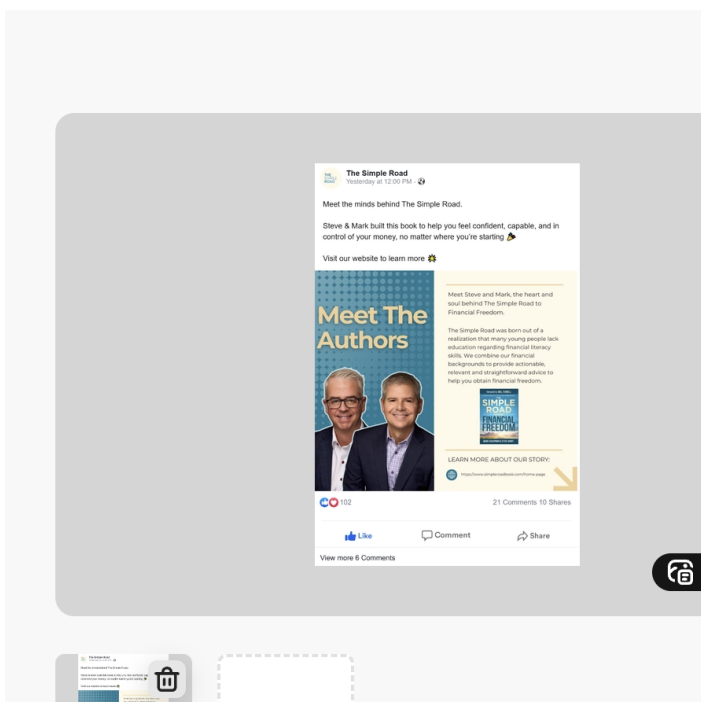 THE
SIMPLE
ROAD
The Simple Road
Yesterday at 12:00 PM ·
Meet the minds behind The Simple Road.
Steve & Mark built this book to help you feel confident, capable, and in
control of your money, no matter where you're starting 🎉
Visit our website to learn more 🌟
Meet The
Authors
Meet Steve and Mark, the heart and
soul behind The Simple Road to
Financial Freedom.
The Simple Road was born out of a
realization that many young people lack
education regarding financial literacy
skills. We combine our financial
backgrounds to provide actionable,
relevant and straightforward advice to
help you obtain financial freedom.
SIMPLE
ROAD
FINANCIAL
FREEDOM
LEARN MORE ABOUT OUR STORY:
102
21 Comments 10 Shares
Like
Comment
Share
View more 6 Comments
The Simple Road